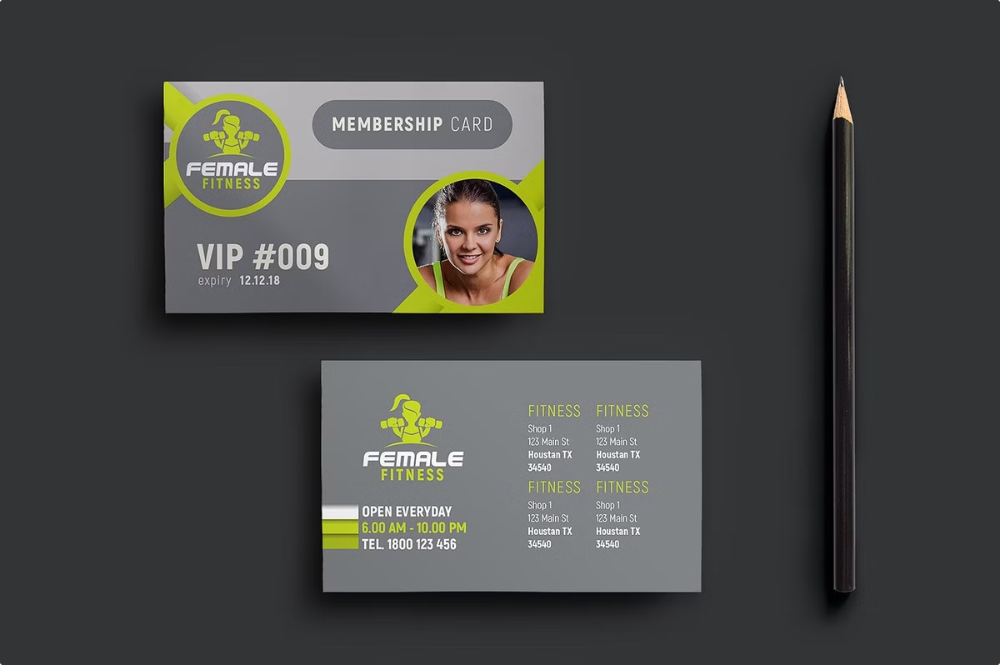 FEMALE
FITNESS
MEMBERSHIP CARD
VIP #009
expiry 12.12.18
FEMALE
FITNESS
OPEN EVERYDAY
6.00 AM - 10.00 PM
TEL. 1800 123 456
FITNESS
Shop 1
123 Main St
Houstan TX
34540
FITNESS
Shop 1
123 Main St
Houstan TX
34540
FITNESS
Shop 1
123 Main St
Houstan TX
34540
FITNESS
Shop 1
123 Main St
Houstan TX
34540